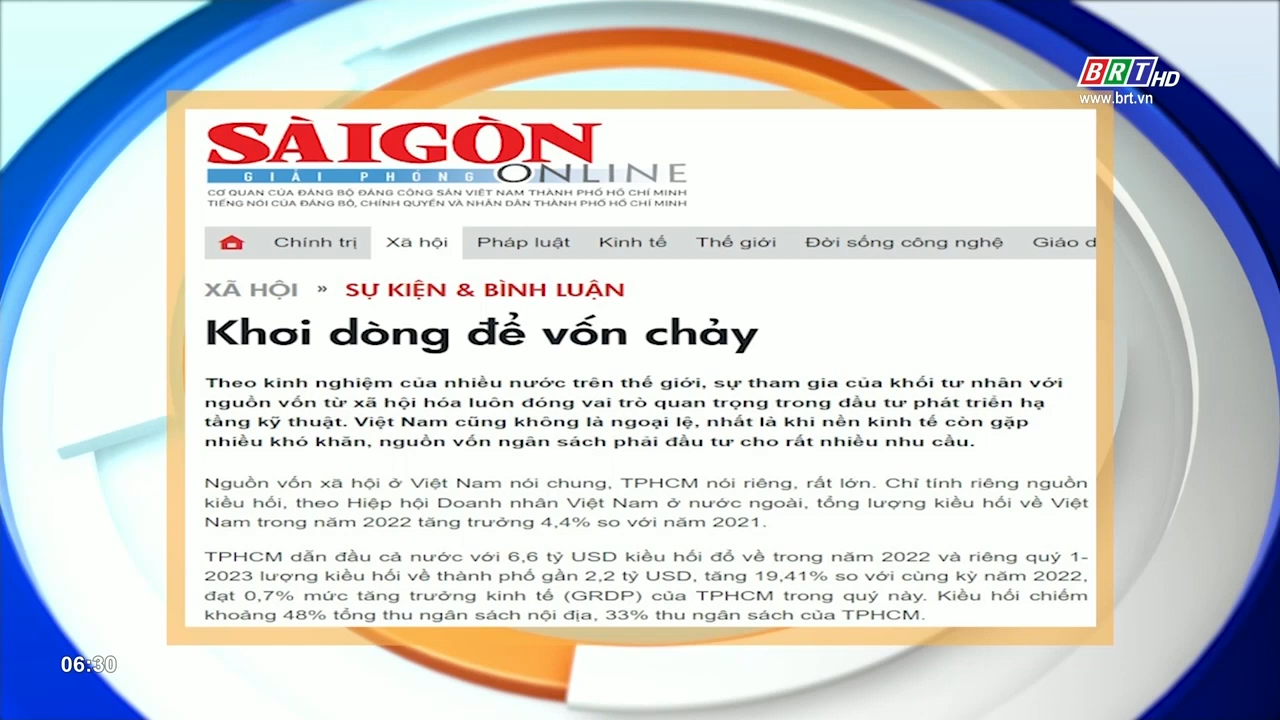 BRT HD
www.brt.vn
SÀI GÒN
GIẢI PHÓNG ONLINE
CƠ QUAN CỦA ĐẢNG BỘ ĐẢNG CỘNG SẢN VIỆT NAM THÀNH PHỐ HỒ CHÍ MINH
TIẾNG NÓI CỦA ĐẢNG BỘ, CHÍNH QUYỀN VÀ NHÂN DÂN THÀNH PHỐ HỒ CHÍ MINH
Chính trị Xã hội Pháp luật Kinh tế Thế giới Đời sống công nghệ Giáo d
XÃ HỘI » SỰ KIỆN & BÌNH LUẬN
Khơi dòng để vốn chảy
Theo kinh nghiệm của nhiều nước trên thế giới, sự tham gia của khối tư nhân với
nguồn vốn từ xã hội hóa luôn đóng vai trò quan trọng trong đầu tư phát triển hạ
tầng kỹ thuật. Việt Nam cũng không là ngoại lệ, nhất là khi nền kinh tế còn gặp
nhiều khó khăn, nguồn vốn ngân sách phải đầu tư cho rất nhiều nhu cầu.
Nguồn vốn xã hội ở Việt Nam nói chung, TPHCM nói riêng, rất lớn. Chỉ tính riêng nguồn
kiều hối, theo Hiệp hội Doanh nhân Việt Nam ở nước ngoài, tổng lượng kiều hối về Việt
Nam trong năm 2022 tăng trưởng 4,4% so với năm 2021.
TPHCM dẫn đầu cả nước với 6,6 tỷ USD kiều hối đổ về trong năm 2022 và riêng quý 1-
2023 lượng kiều hối về thành phố gần 2,2 tỷ USD, tăng 19,41% so với cùng kỳ năm 2022,
đạt 0,7% mức tăng trưởng kinh tế (GRDP) của TPHCM trong quý này. Kiều hối chiếm
khoảng 48% tổng thu ngân sách nội địa, 33% thu ngân sách của TPHCM.
06:30